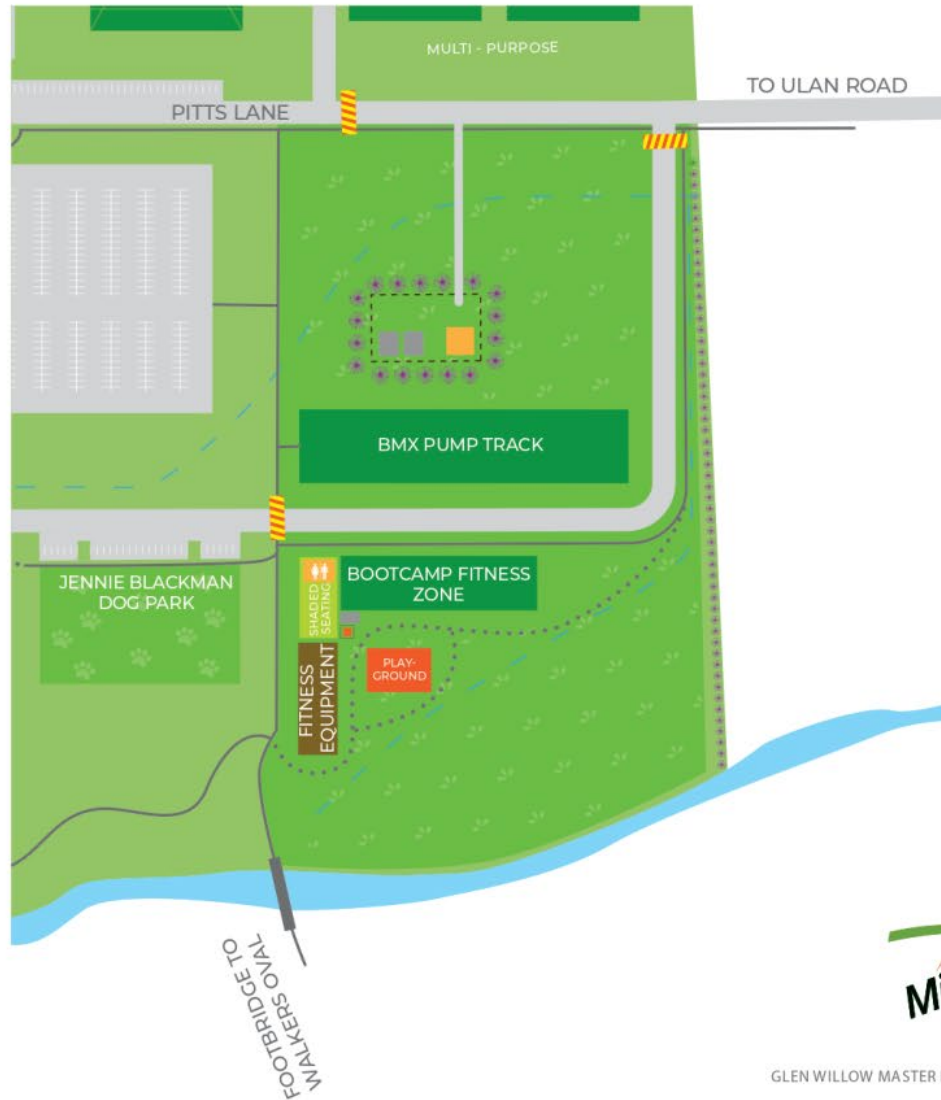 MULTI - PURPOSE
TO ULAN ROAD
PITTS LANE
BMX PUMP TRACK
JENNIE BLACKMAN
DOG PARK
SHADED
SEATING
BOOTCAMP FITNESS
ZONE
FITNESS
EQUIPMENT
PLAY-
GROUND
FOOTBRIDGE TO
WALKERS OVAL
GLEN WILLOW MASTER